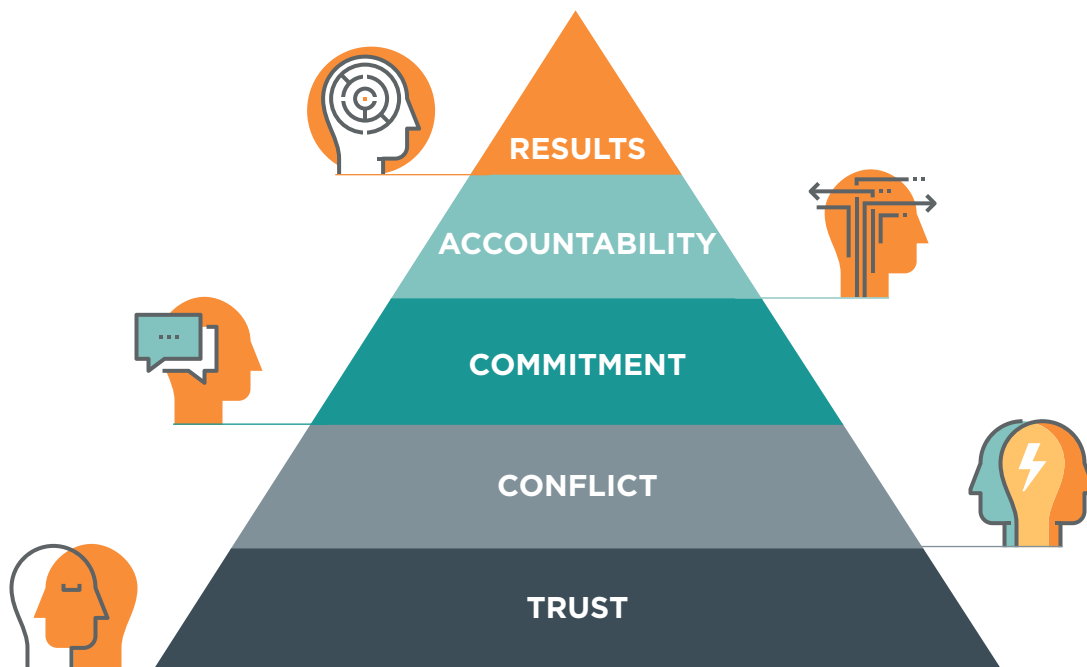 RESULTS
ACCOUNTABILITY
COMMITMENT
CONFLICT
TRUST